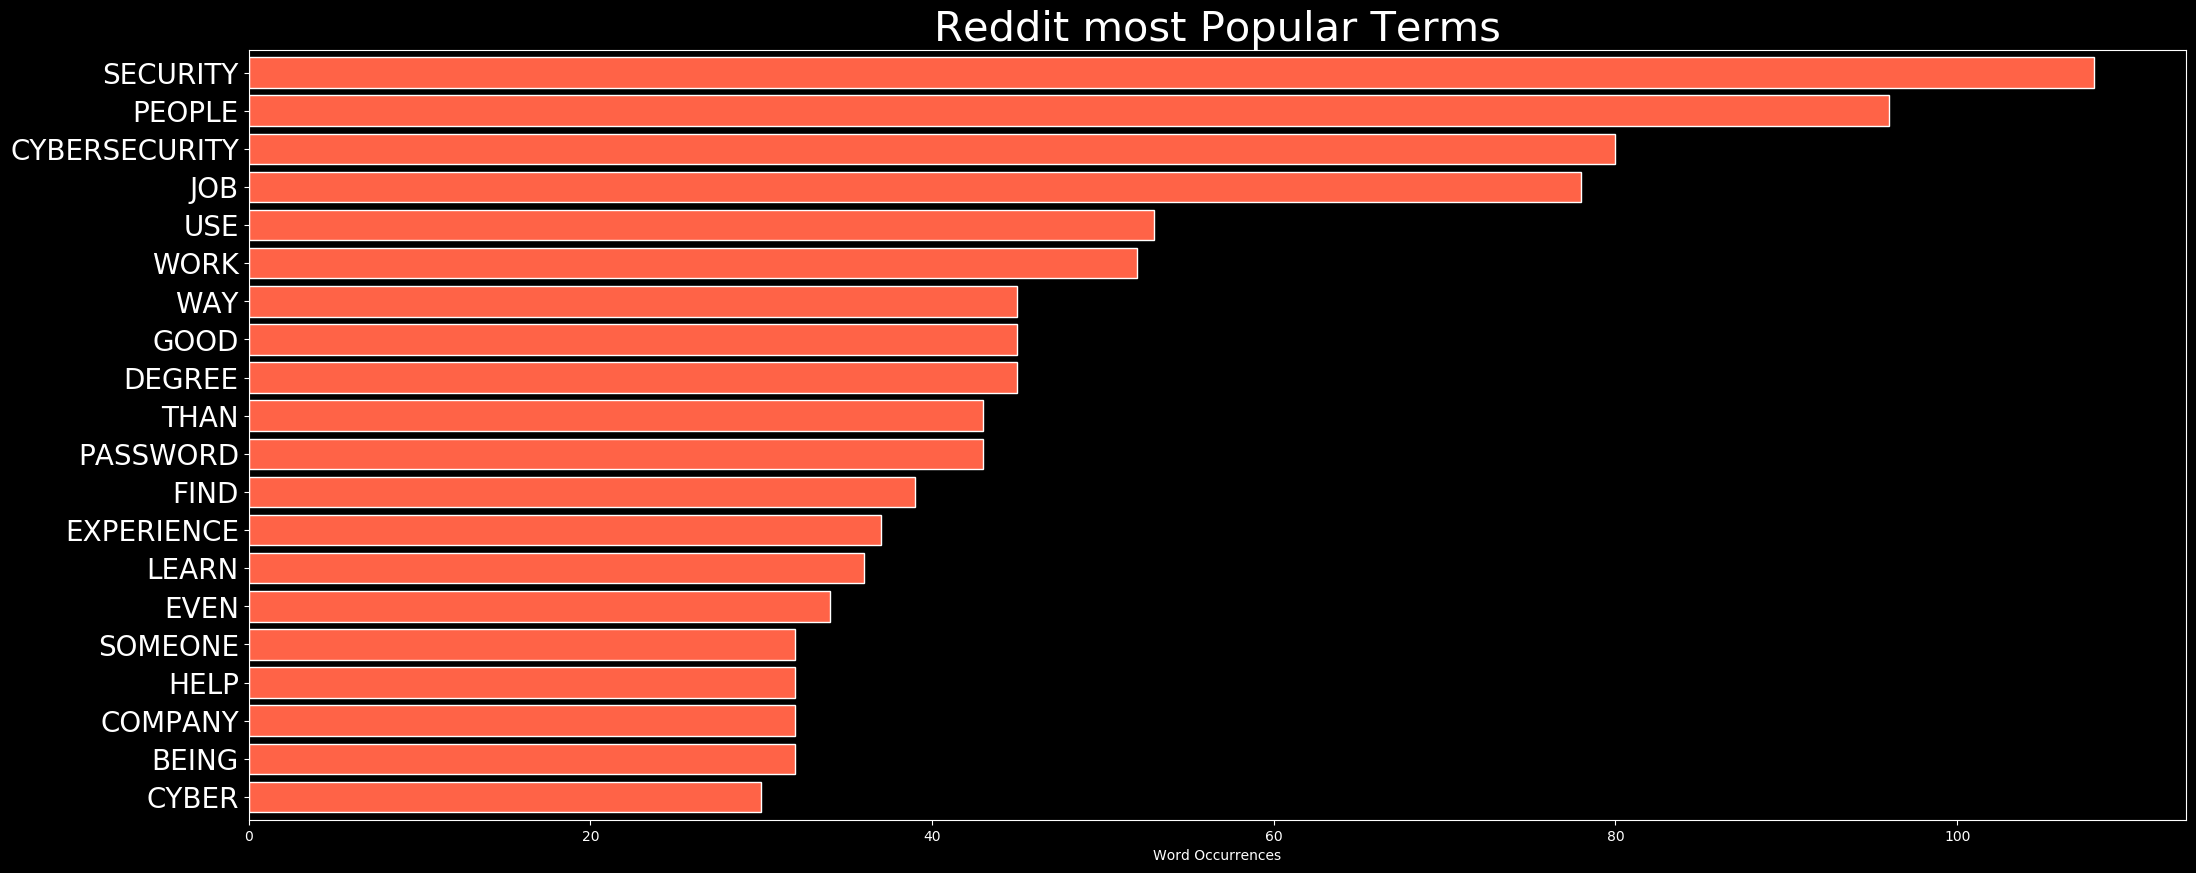 Reddit most Popular Terms
SECURITY
PEOPLE
CYBERSECURITY
JOB
USE
WORK
WAY
GOOD
DEGREE
THAN
PASSWORD
FIND
EXPERIENCE
LEARN
EVEN
SOMEONE
HELP
COMPANY
BEING
CYBER
0 20 40 60 80 100
Word Occurrences